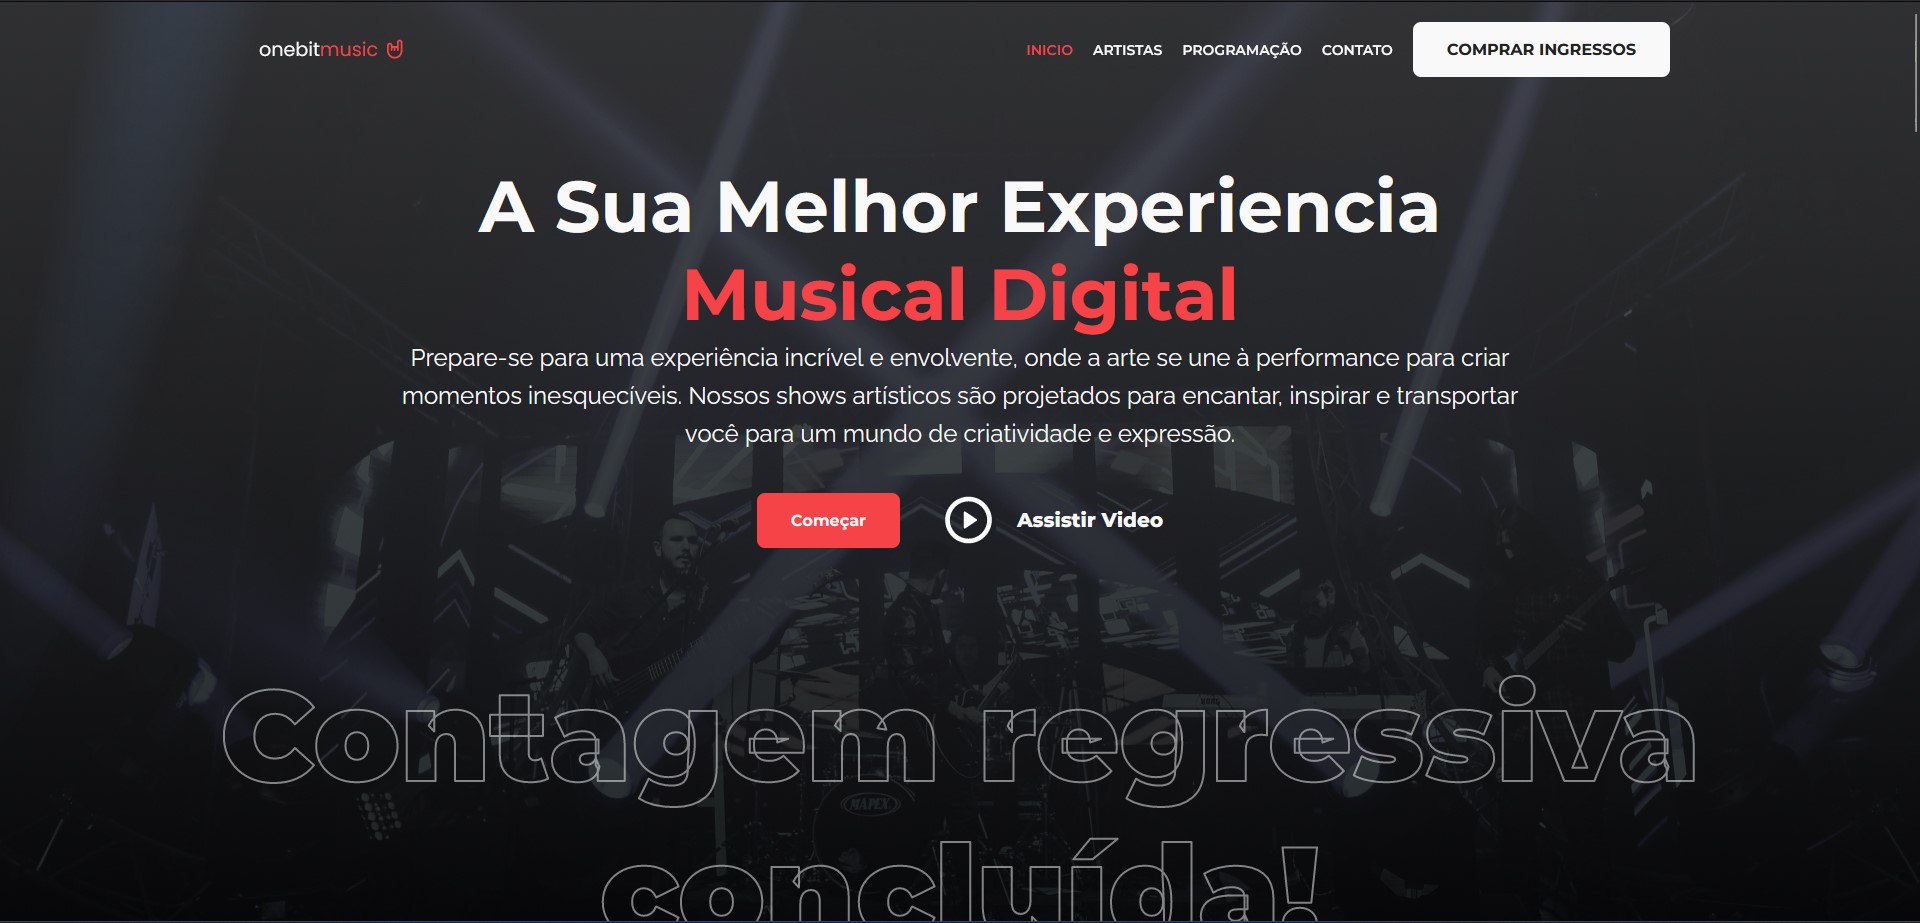 onebitmusic
INICIO ARTISTAS PROGRAMAÇÃO CONTATO COMPRAR INGRESSOS
A Sua Melhor Experiencia
Musical Digital
Prepare-se para uma experiência incrível e envolvente, onde a arte se une à performance para criar
momentos inesquecíveis. Nossos shows artísticos são projetados para encantar, inspirar e transportar
você para um mundo de criatividade e expressão.
Começar Assistir Video
Contagem regressiva
MAPEX
concluída!